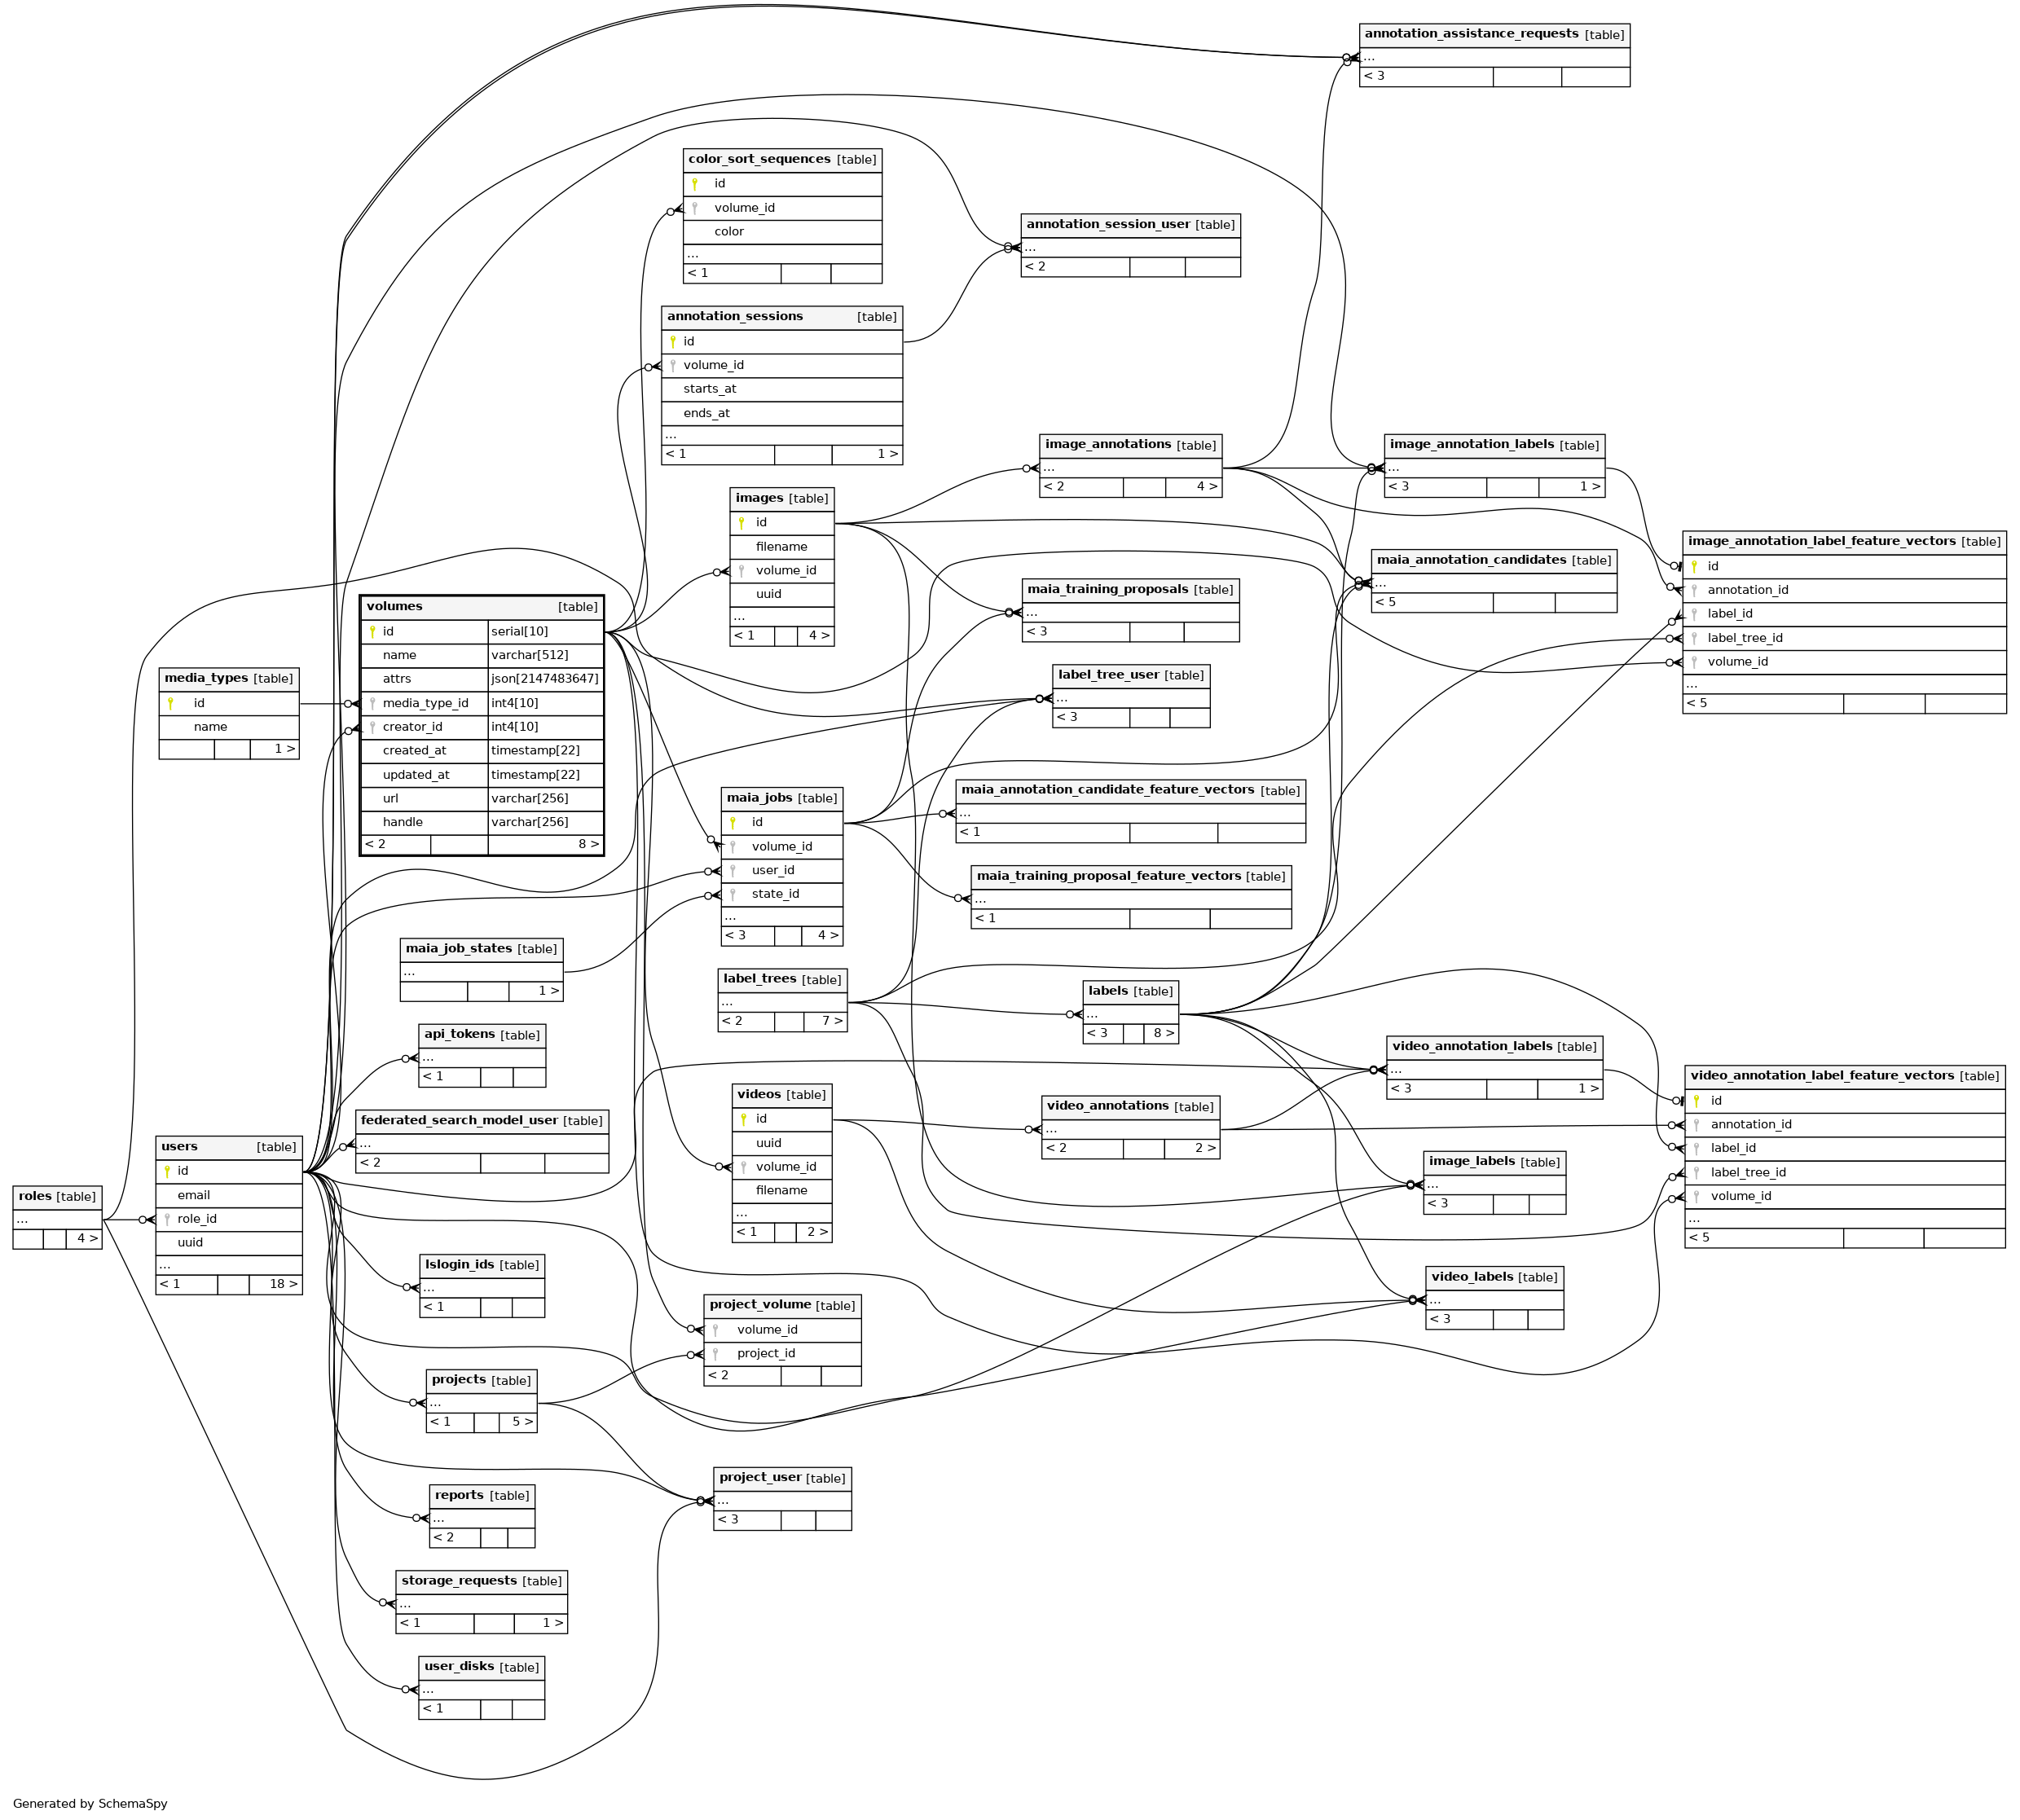 annotation_assistance_requests [table]
...
< 3
color_sort_sequences [table]
id
volume_id
color
...
< 1
annotation_session_user [table]
...
< 2
annotation_sessions [table]
id
volume_id
starts_at
ends_at
...
< 1 1 >
image_annotations [table]
...
< 2 4 >
image_annotation_labels [table]
...
< 3 1 >
images [table]
id
filename
volume_id
uuid
...
< 1 4 >
image_annotation_label_feature_vectors [table]
id
annotation_id
label_id
label_tree_id
volume_id
...
< 5
maia_annotation_candidates [table]
...
< 5
maia_training_proposals [table]
...
< 3
volumes [table]
id serial[10]
name varchar[512]
attrs json[2147483647]
media_type_id int4[10]
creator_id int4[10]
created_at timestamp[22]
updated_at timestamp[22]
url varchar[256]
handle varchar[256]
< 2 8 >
media_types [table]
id
name
1 >
label_tree_user [table]
...
< 3
maia_jobs [table]
id
volume_id
user_id
state_id
...
< 3 4 >
maia_annotation_candidate_feature_vectors [table]
...
< 1
maia_training_proposal_feature_vectors [table]
...
< 1
maia_job_states [table]
...
1 >
label_trees [table]
...
< 2 7 >
labels [table]
...
< 3 8 >
api_tokens [table]
...
< 1
video_annotation_labels [table]
...
< 3 1 >
video_annotation_label_feature_vectors [table]
id
annotation_id
label_id
label_tree_id
volume_id
...
< 5
videos [table]
id
uuid
volume_id
filename
...
< 1 2 >
video_annotations [table]
...
< 2 2 >
federated_search_model_user [table]
...
< 2
users [table]
id
email
role_id
uuid
...
< 1 18 >
image_labels [table]
...
< 3
roles [table]
...
4 >
lslogin_ids [table]
...
< 1
video_labels [table]
...
< 3
project_volume [table]
volume_id
project_id
< 2
projects [table]
...
< 1 5 >
project_user [table]
...
< 3
reports [table]
...
< 2
storage_requests [table]
...
< 1 1 >
user_disks [table]
...
< 1
Generated by SchemaSpy